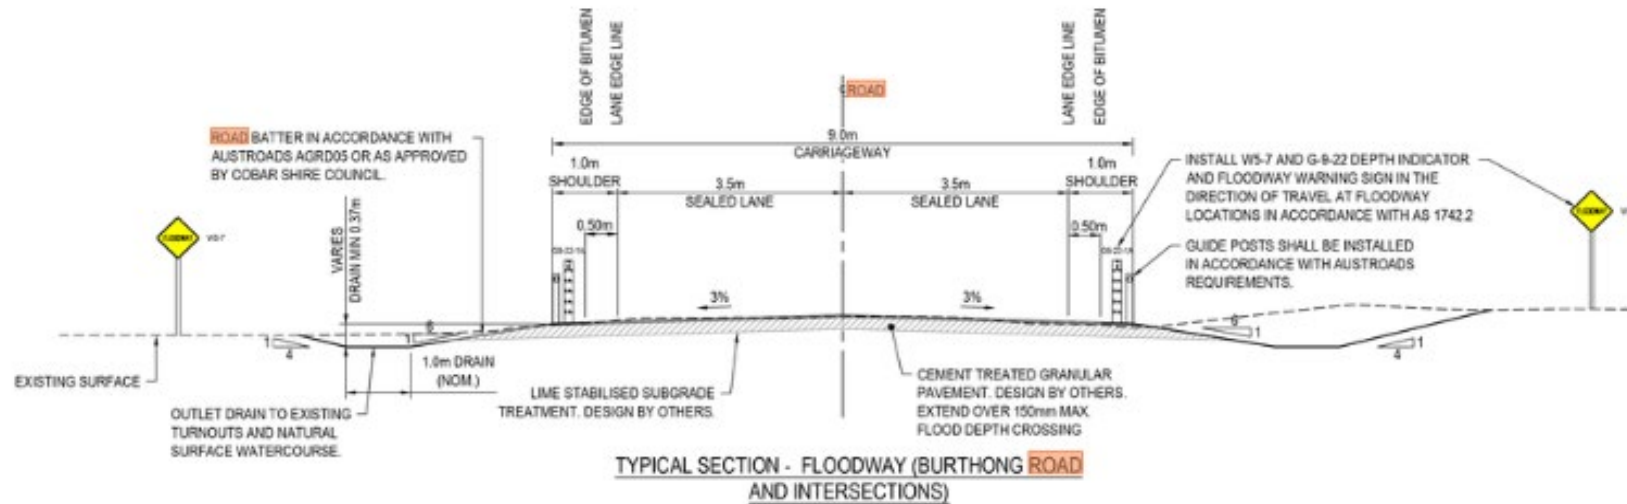 EDGE OF BITUMEN
LANE EDGE LINE
LANE EDGE LINE
EDGE OF BITUMEN
ROAD
ROAD BATTER IN ACCORDANCE WITH
AUSTROADS AGRD05 OR AS APPROVED
BY COBAR SHIRE COUNCIL.
9.0m
CARRIAGEWAY
1.0m
SHOULDER
3.5m
SEALED LANE
3.5m
SEALED LANE
1.0m
SHOULDER
INSTALL W5-7 AND G-9-22 DEPTH INDICATOR
AND FLOODWAY WARNING SIGN IN THE
DIRECTION OF TRAVEL AT FLOODWAY
LOCATIONS IN ACCORDANCE WITH AS 1742.2
0.50m
0.50m
FLOODWAY
W5-7
FLOODWAY
VARIES
DRAIN MIN 0.37m
GUIDE POSTS SHALL BE INSTALLED
IN ACCORDANCE WITH AUSTROADS
REQUIREMENTS.
3%
3%
6
1
6
1
1
4
4
1
EXISTING SURFACE
1.0m DRAIN
(NOM.)
LIME STABILISED SUBGRADE
TREATMENT. DESIGN BY OTHERS.
CEMENT TREATED GRANULAR
PAVEMENT. DESIGN BY OTHERS.
EXTEND OVER 150mm MAX.
FLOOD DEPTH CROSSING
OUTLET DRAIN TO EXISTING
TURNOUTS AND NATURAL
SURFACE WATERCOURSE.
TYPICAL SECTION - FLOODWAY (BURTHONG ROAD
AND INTERSECTIONS)